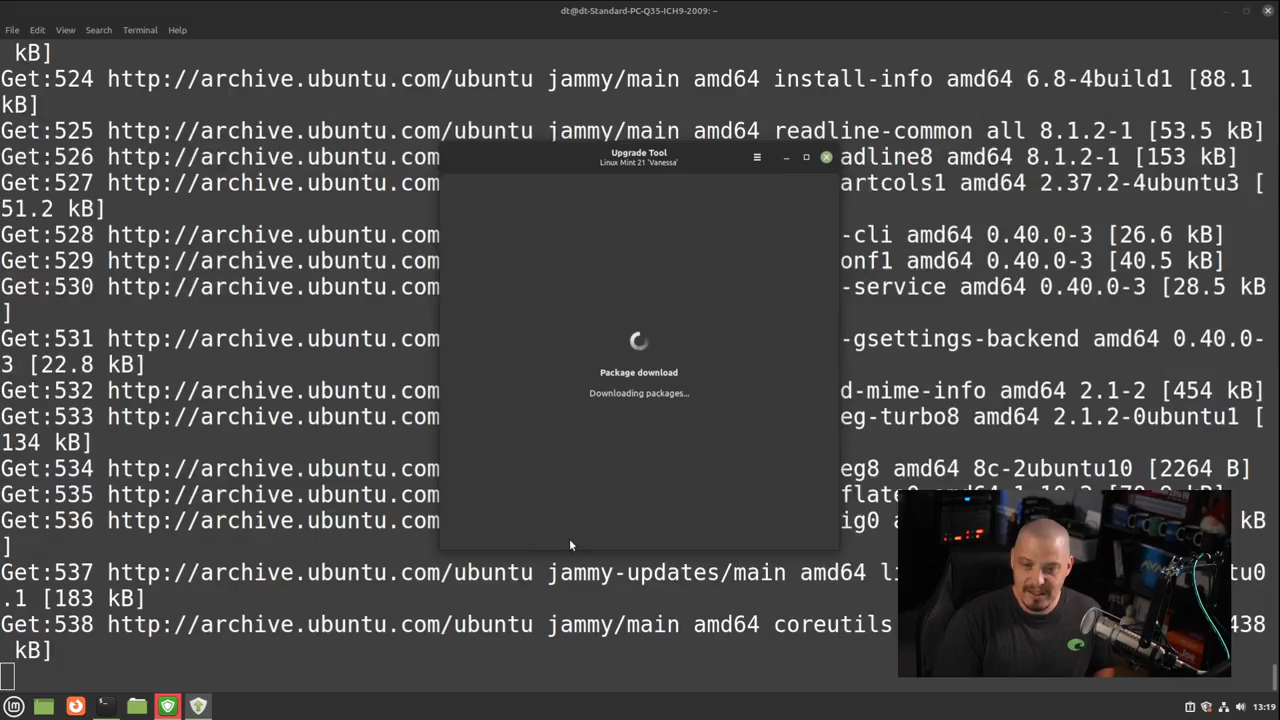 dt@dt-Standard-PC-Q35-ICH9-2009: ~
File Edit View Search Terminal Help
kB]
Get:524 http://archive.ubuntu.com/ubuntu jammy/main amd64 install-info amd64 6.8-4build1 [88.1
kB]
Get:525 http://archive.ubuntu.com/ubuntu jammy/main amd64 readline-common all 8.1.2-1 [53.5 kB]
Get:526 http://archive.ubuntu.com adline8 amd64 8.1.2-1 [153 kB]
Get:527 http://archive.ubuntu.com artcols1 amd64 2.37.2-4ubuntu3 [
51.2 kB]
Get:528 http://archive.ubuntu.com -cli amd64 0.40.0-3 [26.6 kB]
Get:529 http://archive.ubuntu.com onf1 amd64 0.40.0-3 [40.5 kB]
Get:530 http://archive.ubuntu.com -service amd64 0.40.0-3 [28.5 kB
]
Get:531 http://archive.ubuntu.com -gsettings-backend amd64 0.40.0-
3 [22.8 kB]
Get:532 http://archive.ubuntu.com d-mime-info amd64 2.1-2 [454 kB]
Get:533 http://archive.ubuntu.com eg-turbo8 amd64 2.1.2-0ubuntu1 [
134 kB]
Get:534 http://archive.ubuntu.com eg8 amd64 8c-2ubuntu10 [2264 B]
Get:535 http://archive.ubuntu.com kB]
Get:536 http://archive.ubuntu.com ig0 kB
]
Get:537 http://archive.ubuntu.com/ubuntu jammy-updates/main amd64 tu0
.1 [183 kB]
Get:538 http://archive.ubuntu.com/ubuntu jammy/main amd64 coreutils 438
kB]
Upgrade Tool
Linux Mint 21 'Vanessa'
Package download
Downloading packages...
13:19